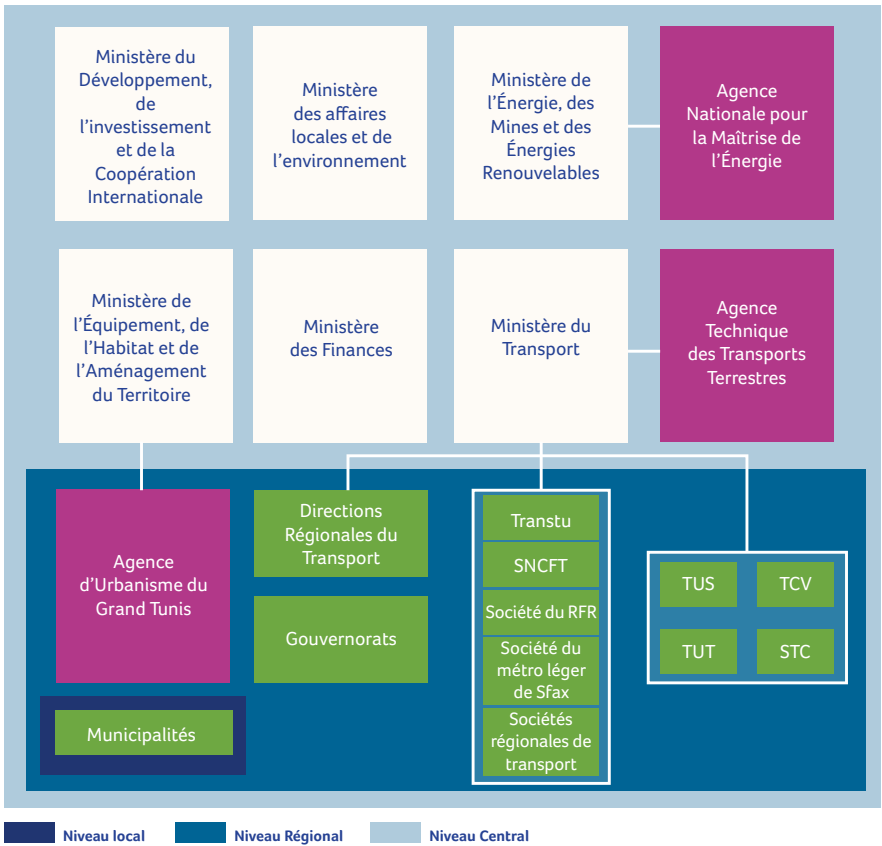 Ministère du
Développement,
de
l'investissement
et de la
Coopération
Internationale
Ministère
des affaires
locales et de
l'environnement
Ministère de
l'Énergie, des
Mines et des
Énergies
Renouvelables
Agence
Nationale pour
la Maîtrise de
l'Énergie
Ministère de
l'Équipement, de
l'Habitat et de
l'Aménagement
du Territoire
Ministère
des Finances
Ministère du
Transport
Agence
Technique
des Transports
Terrestres
Agence
d'Urbanisme du
Grand Tunis
Directions
Régionales du
Transport
Gouvernorats
Transtu
SNCFT
Société du RFR
Société du
métro léger
de Sfax
Sociétés
régionales de
transport
TUS
TCV
TUT
STC
Municipalités
Niveau local
Niveau Régional
Niveau Central